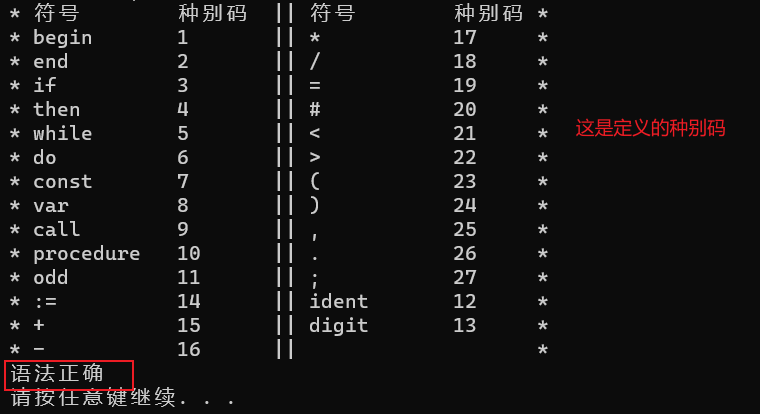 * 符号 种别码 || 符号 种别码 *
* begin 1 || * 17 *
* end 2 || / 18 *
* if 3 || = 19 *
* then 4 || # 20 *
* while 5 || < 21 *
* do 6 || > 22 *
* const 7 || ( 23 *
* var 8 || ) 24 *
* call 9 || , 25 *
* procedure 10 || . 26 *
* odd 11 || ; 27 *
* := 14 || ident 12 *
* + 15 || digit 13 *
* - 16 || *
语法正确
请按任意键继续. . .
这是定义的种别码